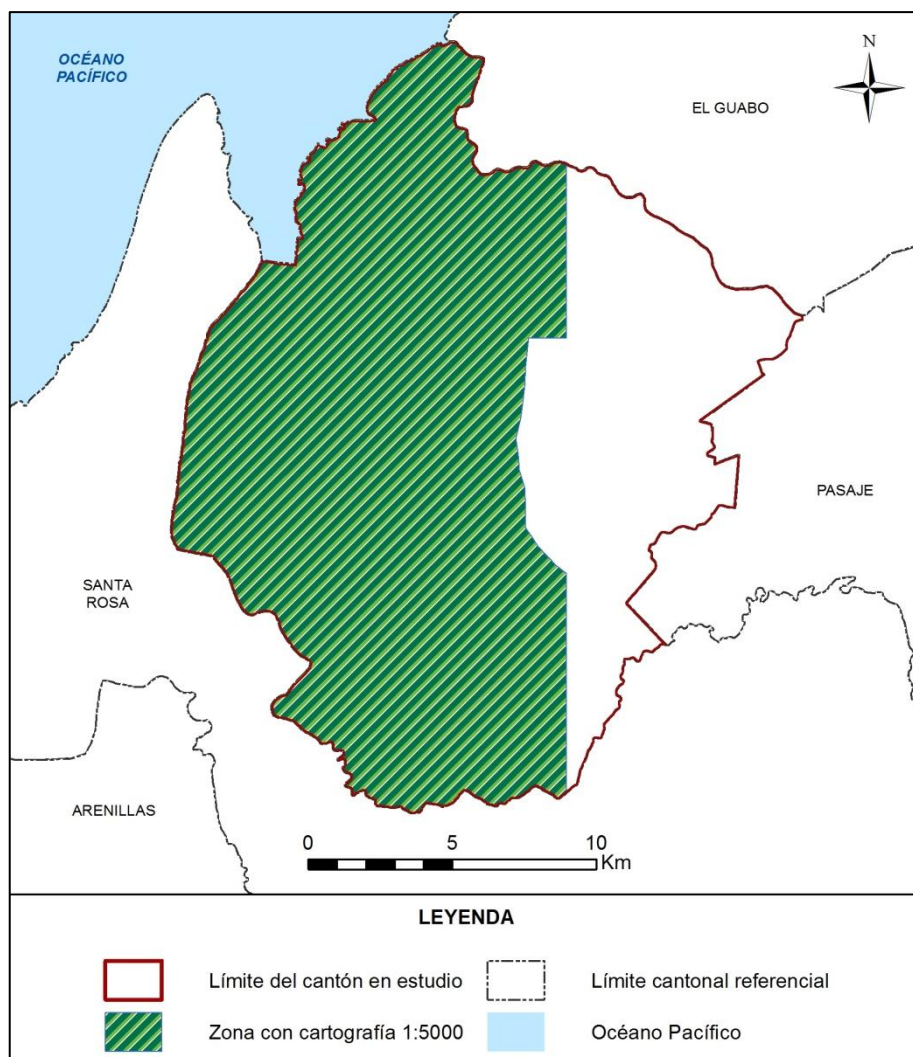 OCÉANO
PACÍFICO
N
EL GUABO
PASAJE
SANTA
ROSA
ARENILLAS
0 5 10
Km
LEYENDA
Límite del cantón en estudio
Límite cantonal referencial
Zona con cartografía 1:5000
Océano Pacífico